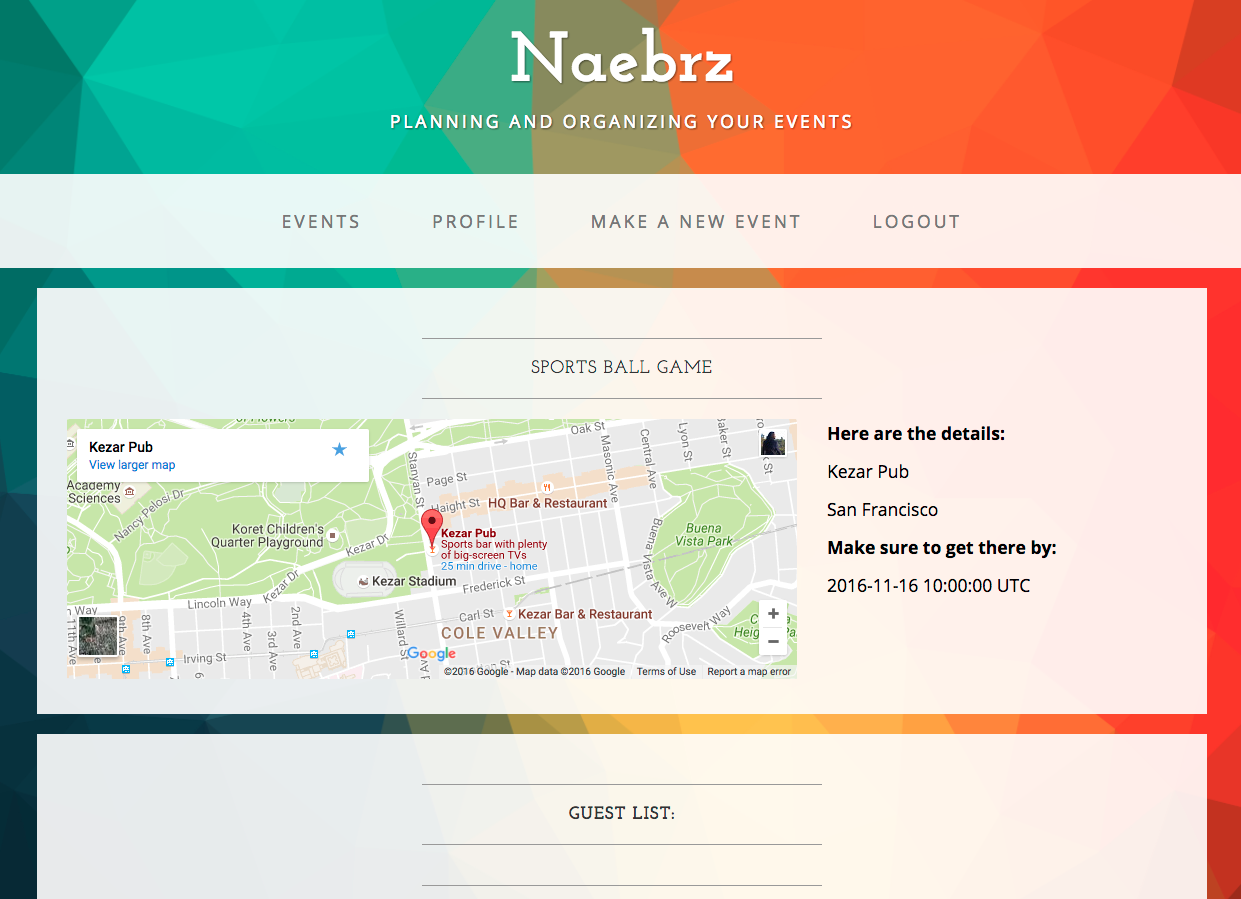 Naebrz
PLANNING AND ORGANIZING YOUR EVENTS
EVENTS PROFILE MAKE A NEW EVENT LOGOUT
SPORTS BALL GAME
Kezar Pub
View larger map
Academy
Sciences
Nancy Pelosi Dr
Koret Children's
Quarter Playground
Kezar Dr
Kezar Dr
Stanyan St
Oak St
Page St
Haight St
HQ Bar & Restaurant
Masonic Ave
Central Ave
Lyon St
Baker St
Kezar Pub
Sports bar with plenty
of big-screen TVs
25 min drive - home
Buena
Vista Park
Buena Vista Ave W
Kezar Stadium
Frederick St
Lincoln Way
Carl St
Kezar Bar & Restaurant
COLE VALLEY
Roosevelt Way
11th Ave
9th Ave
8th Ave
4th Ave
3rd Ave
2nd Ave
Willard St
Irving St
+
−
Google
©2016 Google - Map data ©2016 Google Terms of Use Report a map error
Here are the details:
Kezar Pub
San Francisco
Make sure to get there by:
2016-11-16 10:00:00 UTC
GUEST LIST: